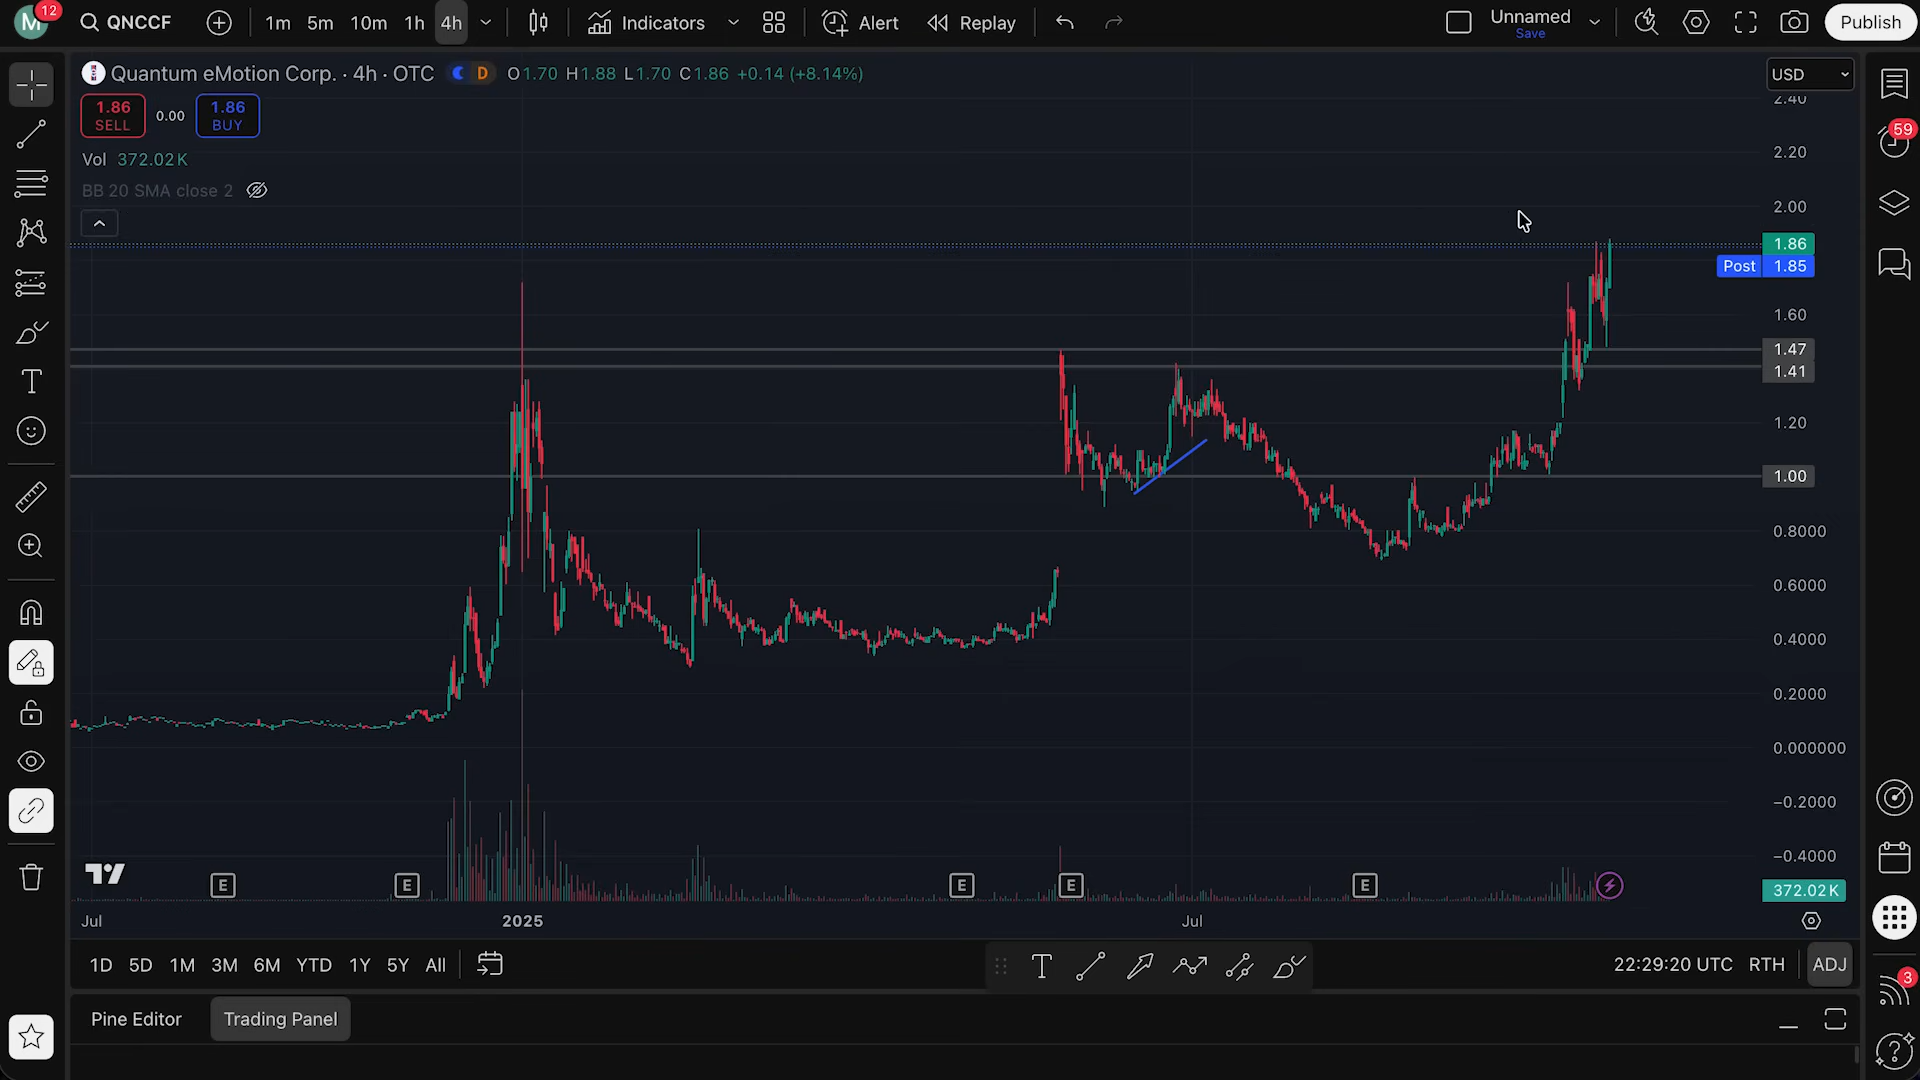 M 12 QNCCF 1m 5m 10m 1h 4h Indicators Alert Replay Unnamed Save Publish
Quantum eMotion Corp. · 4h · OTC D O1.70 H1.88 L1.70 C1.86 +0.14 (+8.14%)
USD
1.86 SELL 0.00 1.86 BUY
Vol 372.02K
BB 20 SMA close 2
2.40
2.20
2.00
1.86
Post 1.85
1.60
1.47
1.41
1.20
1.00
0.8000
0.6000
0.4000
0.2000
0.000000
−0.2000
−0.4000
372.02K
59
3
E E E E E
Jul 2025 Jul
1D 5D 1M 3M 6M YTD 1Y 5Y All
T
22:29:20 UTC RTH ADJ
Pine Editor Trading Panel